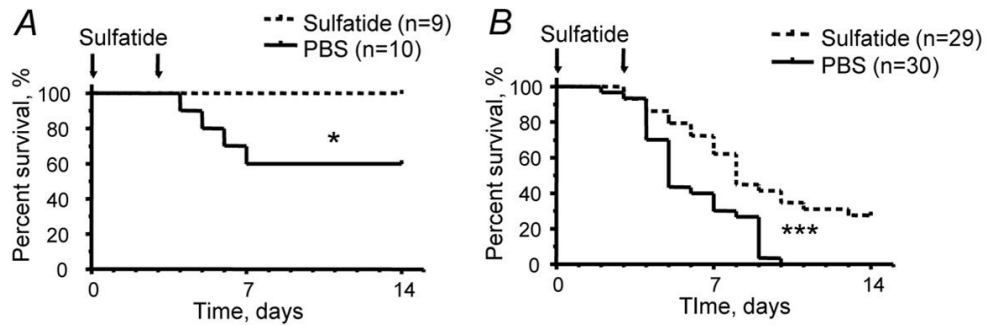 A
Sulfatide
Sulfatide (n=9)
PBS (n=10)
Percent survival, %
100
80
60
40
20
0
*
0 7 14
Time, days
B
Sulfatide
Sulfatide (n=29)
PBS (n=30)
Percent survival, %
100
80
60
40
20
0
***
0 7 14
TIme, days